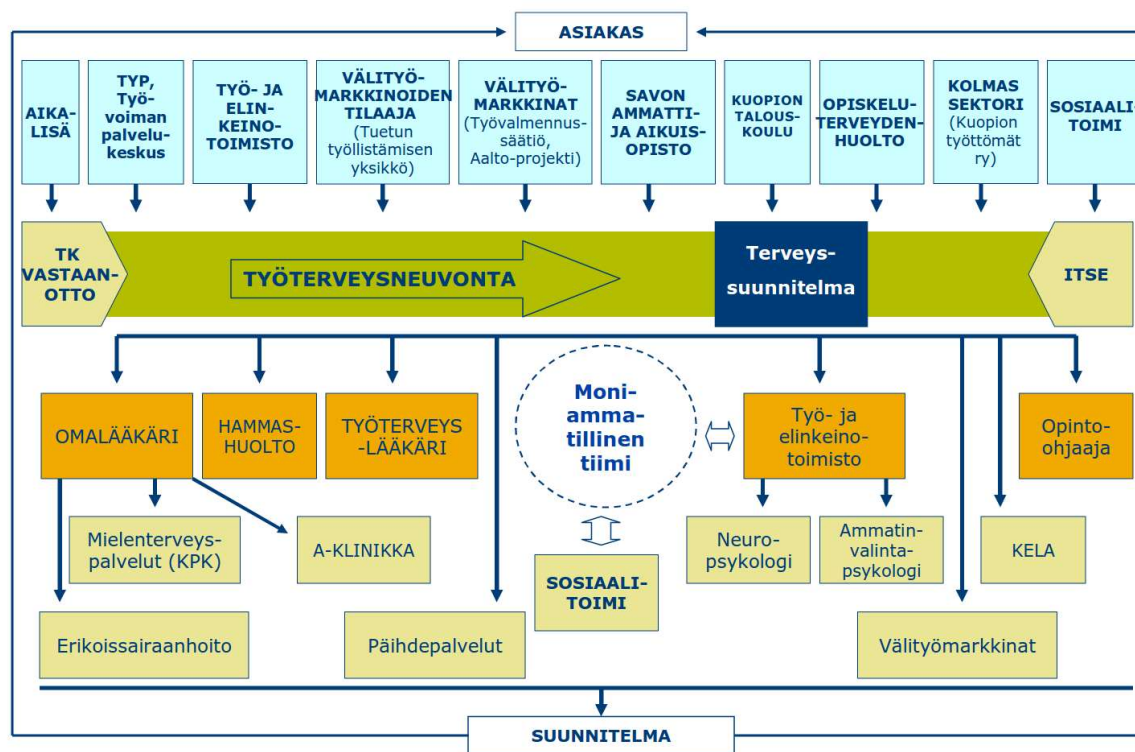 ASIAKAS
AIKA-
LISÄ
TYP,
Työ-
voiman
palvelu-
keskus
TYÖ- JA
ELIN-
KEINO-
TOIMISTO
VÄLITYÖ-
MARKKINOIDEN
TILAAJA
(Tuetun
työllistämisen
yksikkö)
VÄLITYÖ-
MARKKINAT
(Työvalmennus-
säätiö,
Aalto-projekti)
SAVON
AMMATTI-
JA AIKUIS-
OPISTO
KUOPION
TALOUS-
KOULU
OPISKELU-
TERVEYDEN-
HUOLTO
KOLMAS
SEKTORI
(Kuopion
työttömät
ry)
SOSIAALI-
TOIMI
TK
VASTAAN-
OTTO
TYÖTERVEYSNEUVONTA
Terveys-
suunnitelma
ITSE
OMALÄÄKÄRI
HAMMAS-
HUOLTO
TYÖTERVEYS
-LÄÄKÄRI
Moni-
amma-
tillinen
tiimi
Työ- ja
elinkeino-
toimisto
Opinto-
ohjaaja
Mielenterveys-
palvelut (KPK)
A-KLINIKKA
SOSIAALI-
TOIMI
Neuro-
psykologi
Ammatin-
valinta-
psykologi
KELA
Erikoissairaanhoito
Päihdepalvelut
Välityömarkkinat
SUUNNITELMA